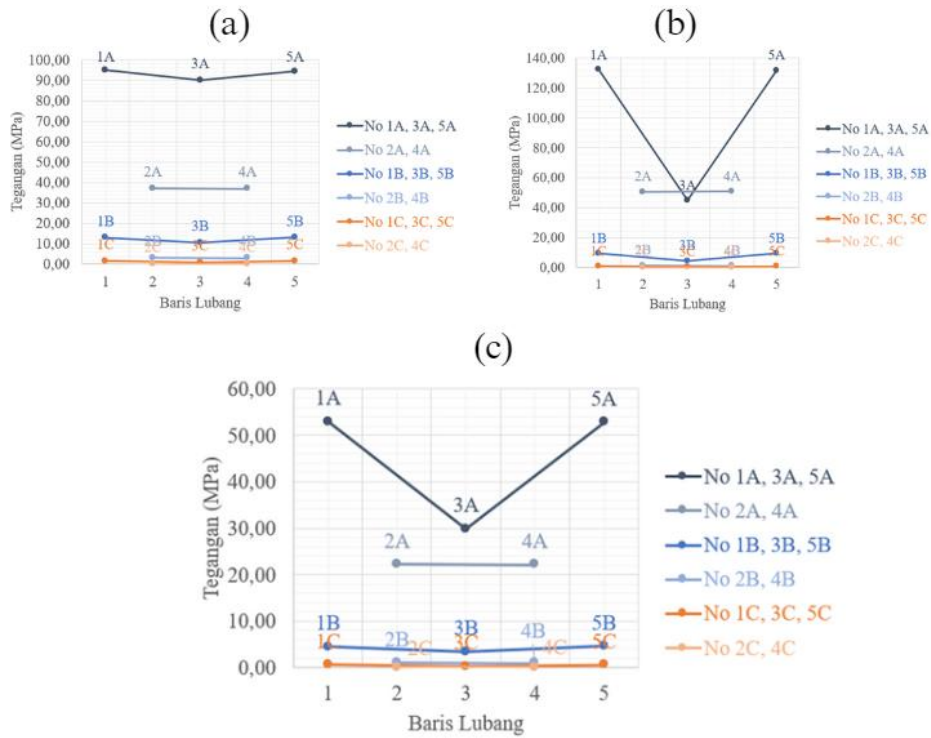 (a)
100,00
90,00
80,00
70,00
60,00
50,00
40,00
30,00
20,00
10,00
0,00
Tegangan (MPa)
1A
3A
5A
2A
4A
1B
3B
5B
2B
4B
1C
2C
3C
4C
5C
1
2
3
4
5
Baris Lubang
No 1A, 3A, 5A
No 2A, 4A
No 1B, 3B, 5B
No 2B, 4B
No 1C, 3C, 5C
No 2C, 4C
(b)
140,00
120,00
100,00
80,00
60,00
40,00
20,00
0,00
Tegangan (MPa)
1A
5A
2A
3A
4A
1B
2B
3B
4B
5B
1C
2C
3C
4C
5C
1
2
3
4
5
Baris Lubang
No 1A, 3A, 5A
No 2A, 4A
No 1B, 3B, 5B
No 2B, 4B
No 1C, 3C, 5C
No 2C, 4C
(c)
60,00
50,00
40,00
30,00
20,00
10,00
0,00
Tegangan (MPa)
1A
5A
3A
2A
4A
1B
2B
3B
4B
5B
1C
2C
3C
4C
5C
1
2
3
4
5
Baris Lubang
No 1A, 3A, 5A
No 2A, 4A
No 1B, 3B, 5B
No 2B, 4B
No 1C, 3C, 5C
No 2C, 4C